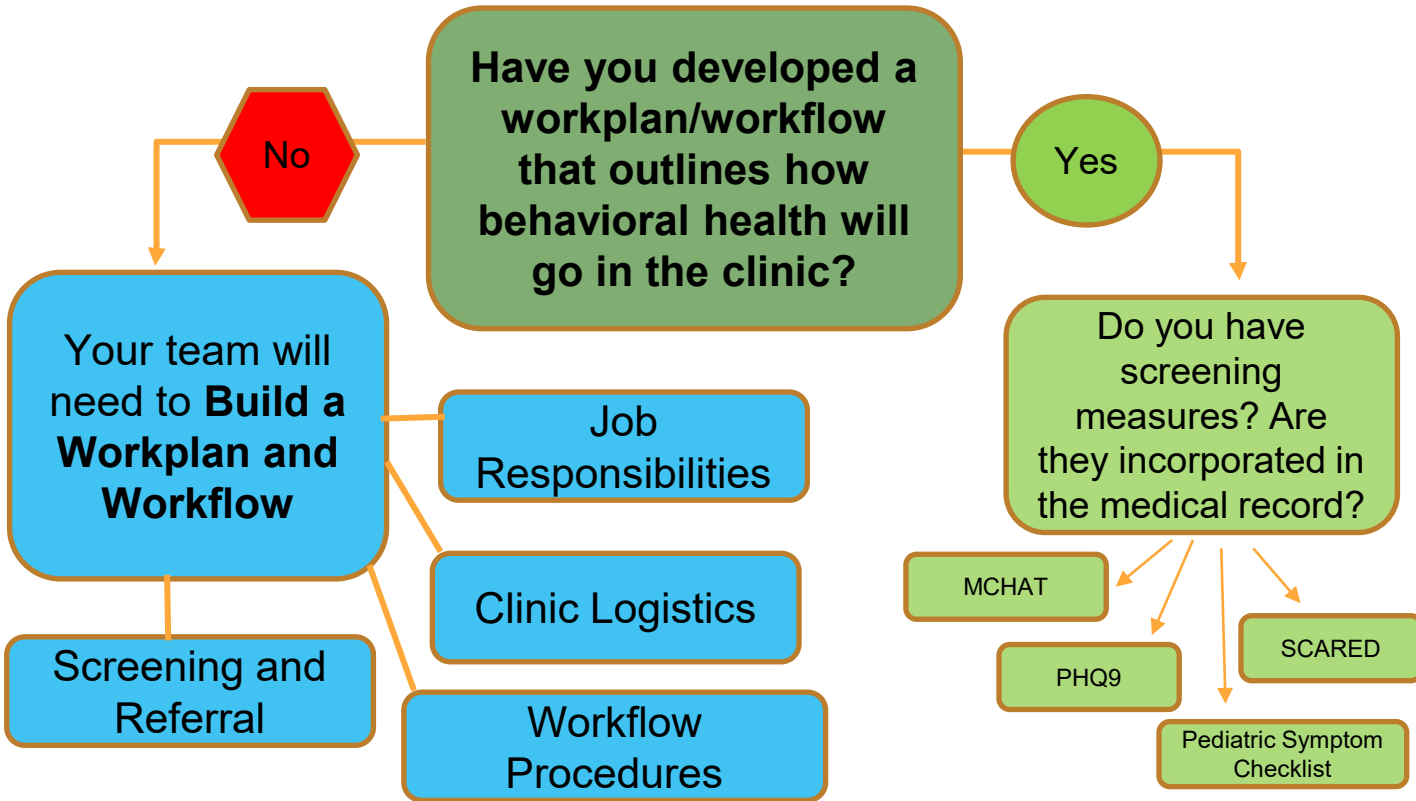 Have you developed a
workplan/workflow
that outlines how
behavioral health will
go in the clinic?
No
Yes
Your team will
need to Build a
Workplan and
Workflow
Job
Responsibilities
Clinic Logistics
Screening and
Referral
Workflow
Procedures
Do you have
screening
measures? Are
they incorporated in
the medical record?
MCHAT
PHQ9
SCARED
Pediatric Symptom
Checklist